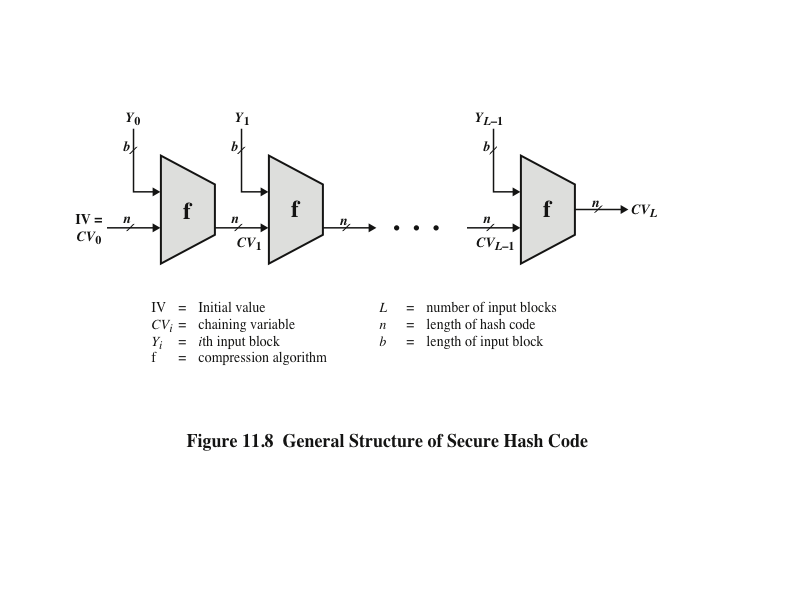 Y0 Y1 YL–1
b b b
f f f
IV = n n n n n CVL
CV0 CV1 CVL–1
IV = Initial value
CVi = chaining variable
Yi = ith input block
f = compression algorithm
L = number of input blocks
n = length of hash code
b = length of input block
Figure 11.8 General Structure of Secure Hash Code